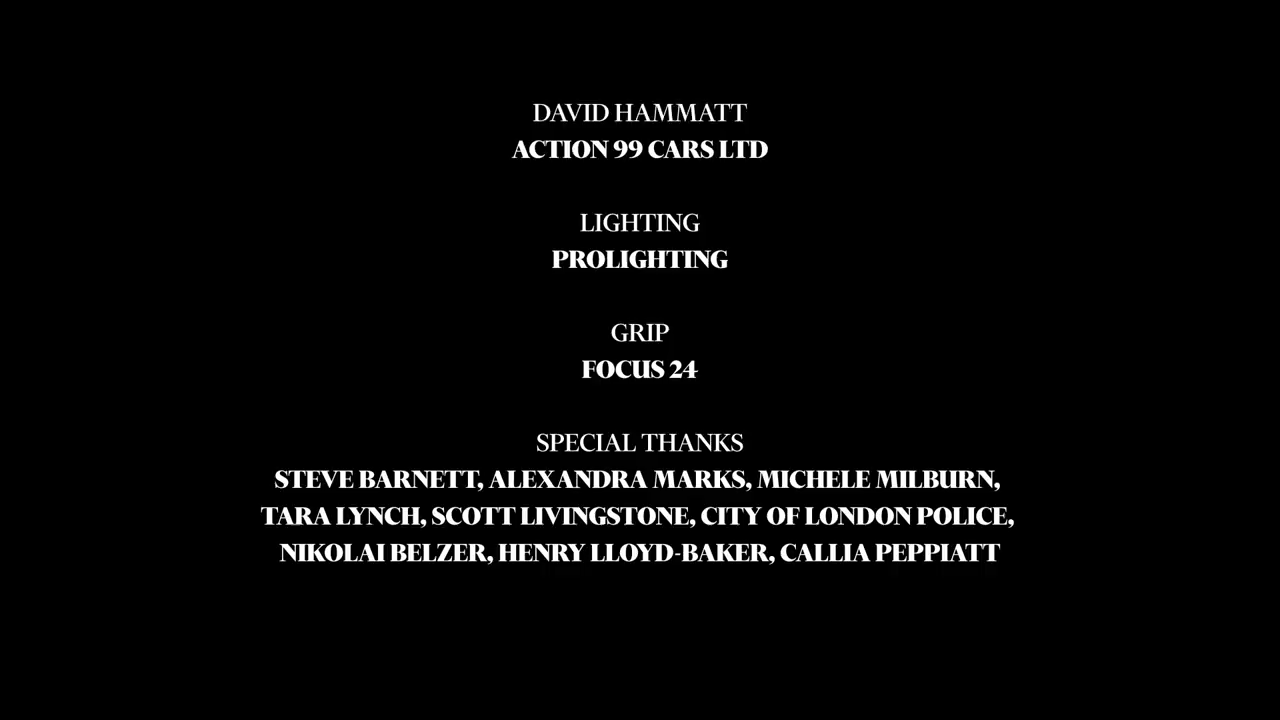 DAVID HAMMATT
ACTION 99 CARS LTD
LIGHTING
PROLIGHTING
GRIP
FOCUS 24
SPECIAL THANKS
STEVE BARNETT, ALEXANDRA MARKS, MICHELE MILBURN,
TARA LYNCH, SCOTT LIVINGSTONE, CITY OF LONDON POLICE,
NIKOLAI BELZER, HENRY LLOYD-BAKER, CALLIA PEPPIATT